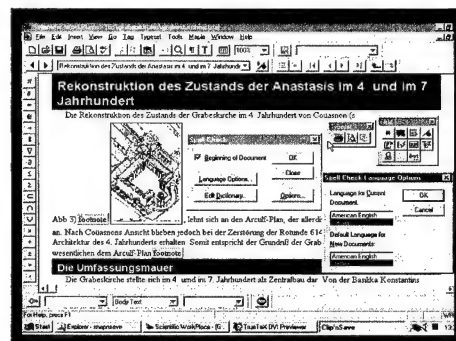 File Edit Insert View Go Tag Typeset Tools Maple Window Help
100%
Rekonstruktion des Zustands der Anastasis im 4 und im 7 Jahrhundert
Rekonstruktion des Zustands der Anastasis im 4 und im 7
Jahrhundert
Die Rekonstruktion des Zustands der Grabeskirche im 4 Jahrhundert von Couasnon (s
Beginning of Document
OK
Close
Language Options...
Edit Dictionary...
Options...
Spell Check Language Options
Language for Current
Document:
OK
Cancel
American English
Default Language for
New Documents:
American English
Abb 3) footnote , lehnt sich an den Arculf-Plan, der allerdi
an. Nach Couasnons Ansicht bleiben jedoch bei der Zerstörung der Rotunde 614
Architektur des 4. Jahrhunderts erhalten Somit entspricht der Grundriß der Grab
wesentlichen dem Arculf-Plan footnote
Die Umfassungsmauer
Die Grabeskirche stellte sich im 4 und im 7 Jahrhundert als Zentralbau dar Von der Basilika Konstantins
Body Text
For Help, press F1
Start
Explorer - mapnsave
Scientific WorkPlace - [G
TrueTeX DVI Previewer
Clip'nSave